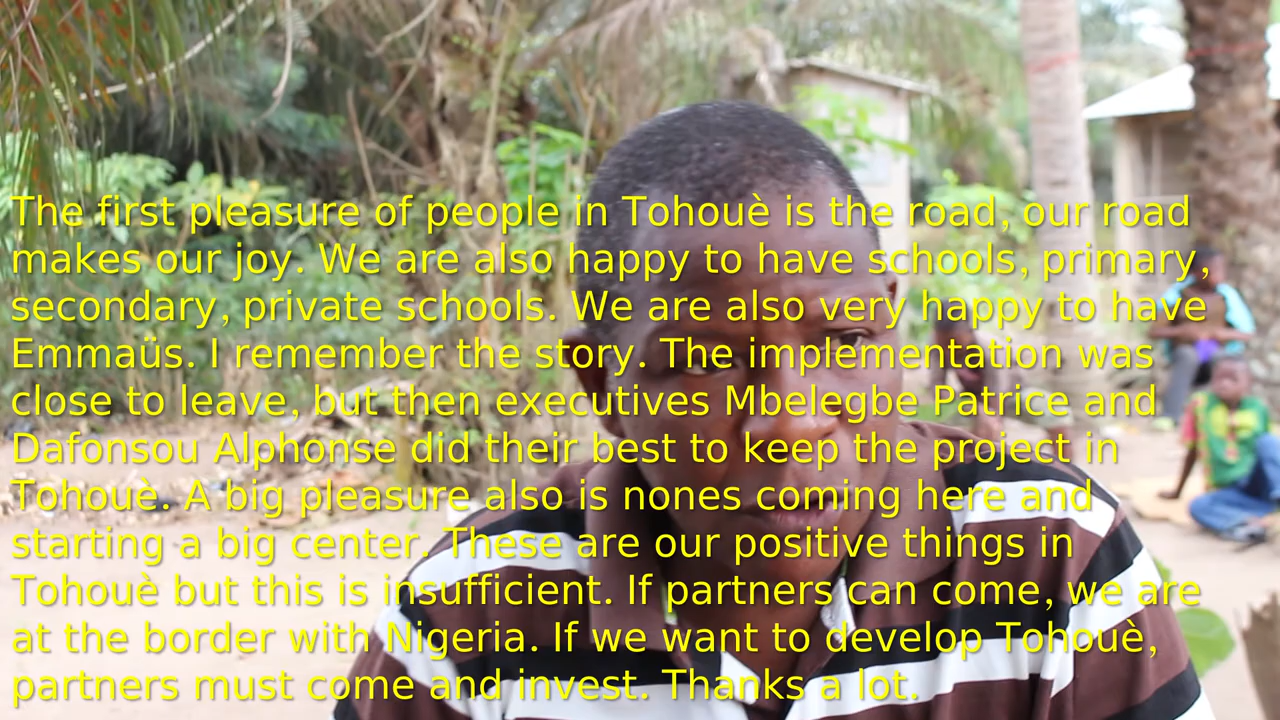 The first pleasure of people in Tohouè is the road, our road
makes our joy. We are also happy to have schools, primary,
secondary, private schools. We are also very happy to have
Emmaüs. I remember the story. The implementation was
close to leave, but then executives Mbelegbe Patrice and
Dafonsou Alphonse did their best to keep the project in
Tohouè. A big pleasure also is nones coming here and
starting a big center. These are our positive things in
Tohouè but this is insufficient. If partners can come, we are
at the border with Nigeria. If we want to develop Tohouè,
partners must come and invest. Thanks a lot.